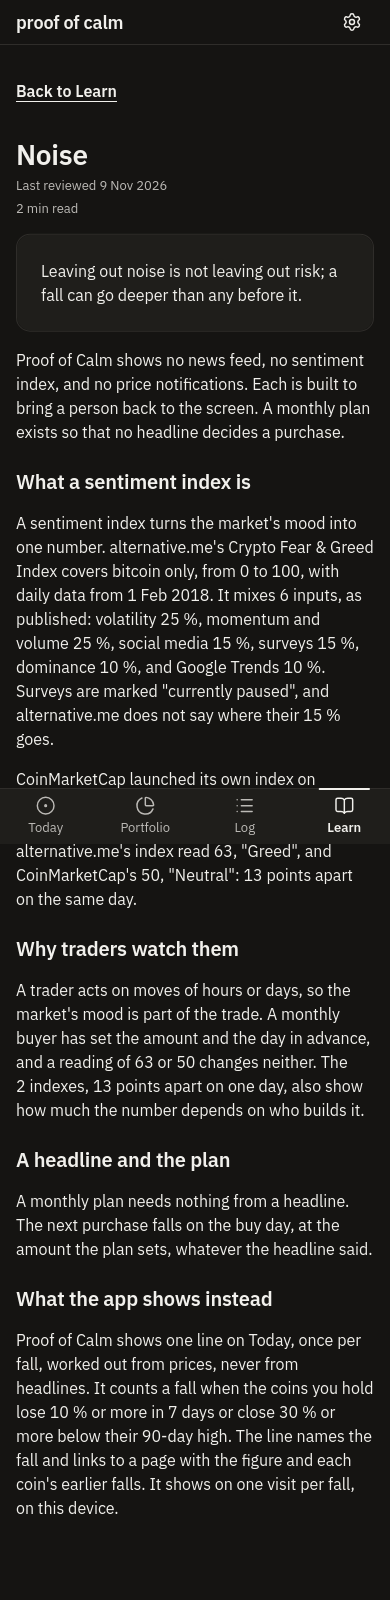 proof of calm
Back to Learn
Noise
Last reviewed 9 Nov 2026
2 min read
Leaving out noise is not leaving out risk; a
fall can go deeper than any before it.
Proof of Calm shows no news feed, no sentiment
index, and no price notifications. Each is built to
bring a person back to the screen. A monthly plan
exists so that no headline decides a purchase.
What a sentiment index is
A sentiment index turns the market's mood into
one number. alternative.me's Crypto Fear & Greed
Index covers bitcoin only, from 0 to 100, with
daily data from 1 Feb 2018. It mixes 6 inputs, as
published: volatility 25 %, momentum and
volume 25 %, social media 15 %, surveys 15 %,
dominance 10 %, and Google Trends 10 %.
Surveys are marked "currently paused", and
alternative.me does not say where their 15 %
goes.
CoinMarketCap launched its own index on
Today
Portfolio
Log
Learn
alternative.me's index read 63, "Greed", and
CoinMarketCap's 50, "Neutral": 13 points apart
on the same day.
Why traders watch them
A trader acts on moves of hours or days, so the
market's mood is part of the trade. A monthly
buyer has set the amount and the day in advance,
and a reading of 63 or 50 changes neither. The
2 indexes, 13 points apart on one day, also show
how much the number depends on who builds it.
A headline and the plan
A monthly plan needs nothing from a headline.
The next purchase falls on the buy day, at the
amount the plan sets, whatever the headline said.
What the app shows instead
Proof of Calm shows one line on Today, once per
fall, worked out from prices, never from
headlines. It counts a fall when the coins you hold
lose 10 % or more in 7 days or close 30 % or
more below their 90-day high. The line names the
fall and links to a page with the figure and each
coin's earlier falls. It shows on one visit per fall,
on this device.